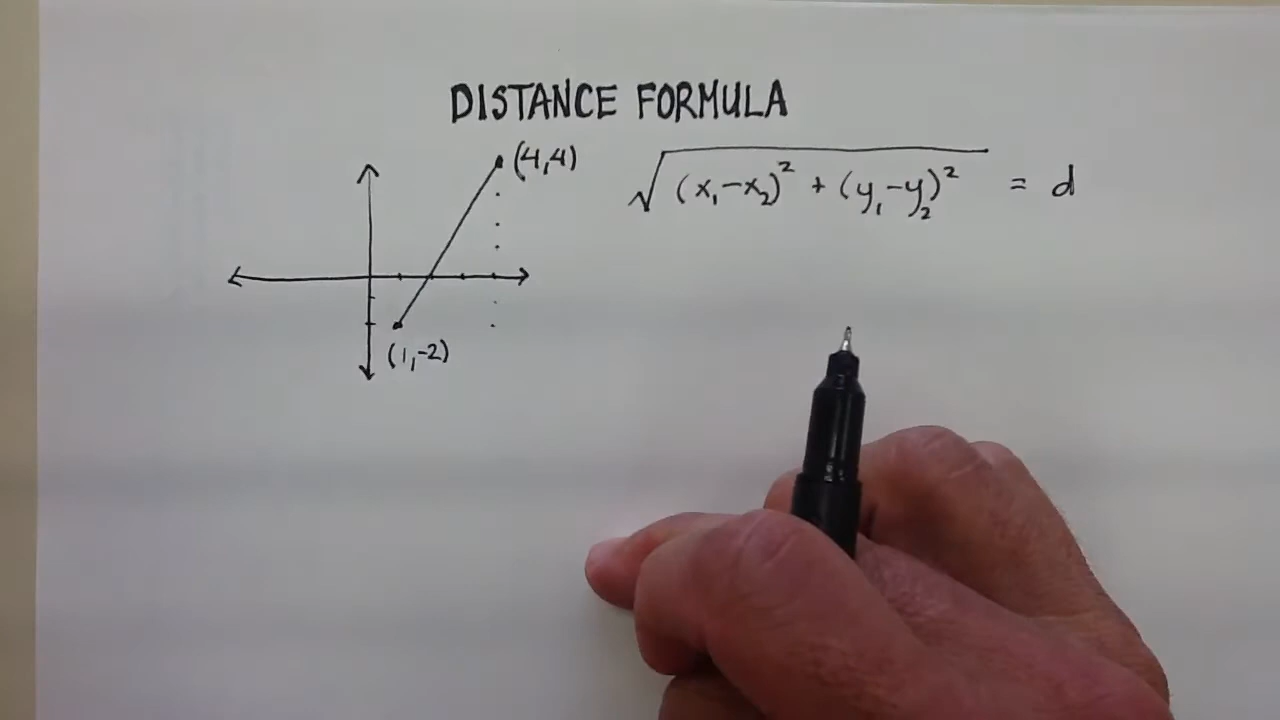 DISTANCE FORMULA
(4,4)
√(x₁-x₂)² + (y₁-y₂)² = d
(1,-2)